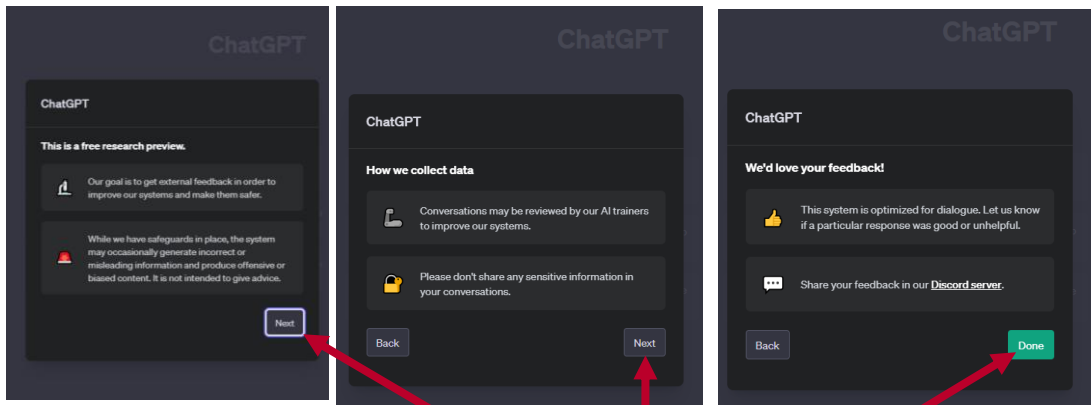 ChatGPT
ChatGPT
This is a free research preview.
Our goal is to get external feedback in order to
improve our systems and make them safer.
While we have safeguards in place, the system
may occasionally generate incorrect or
misleading information and produce offensive or
biased content. It is not intended to give advice.
Next
ChatGPT
ChatGPT
How we collect data
Conversations may be reviewed by our AI trainers
to improve our systems.
Please don't share any sensitive information in
your conversations.
Back
Next
ChatGPT
ChatGPT
We'd love your feedback!
This system is optimized for dialogue. Let us know
if a particular response was good or unhelpful.
Share your feedback in our Discord server.
Back
Done